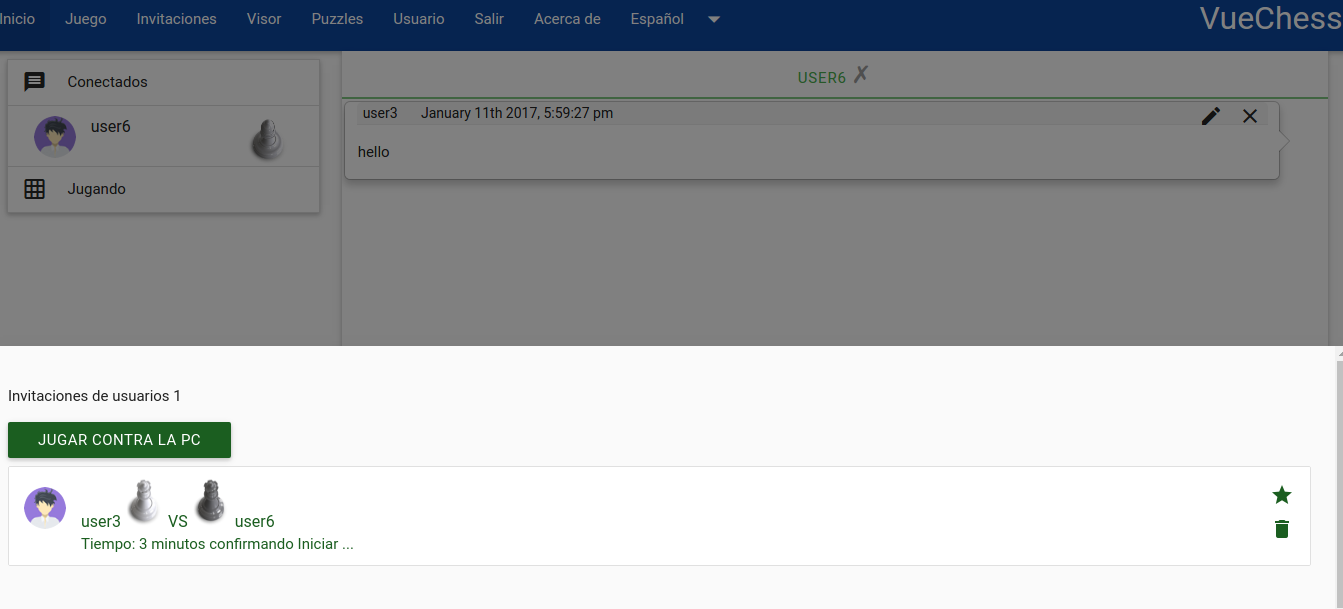 Inicio Juego Invitaciones Visor Puzzles Usuario Salir Acerca de Español VueChess
Conectados
user6
Jugando
USER6
user3 January 11th 2017, 5:59:27 pm
hello
Invitaciones de usuarios 1
JUGAR CONTRA LA PC
user3 VS user6
Tiempo: 3 minutos confirmando Iniciar ...